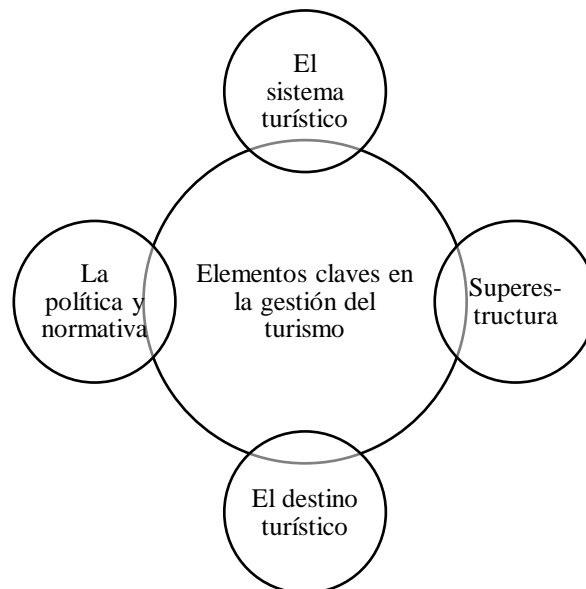 El
sistema
turístico
La
política y
normativa
Elementos claves en
la gestión del
turismo
Superes-
tructura
El destino
turístico